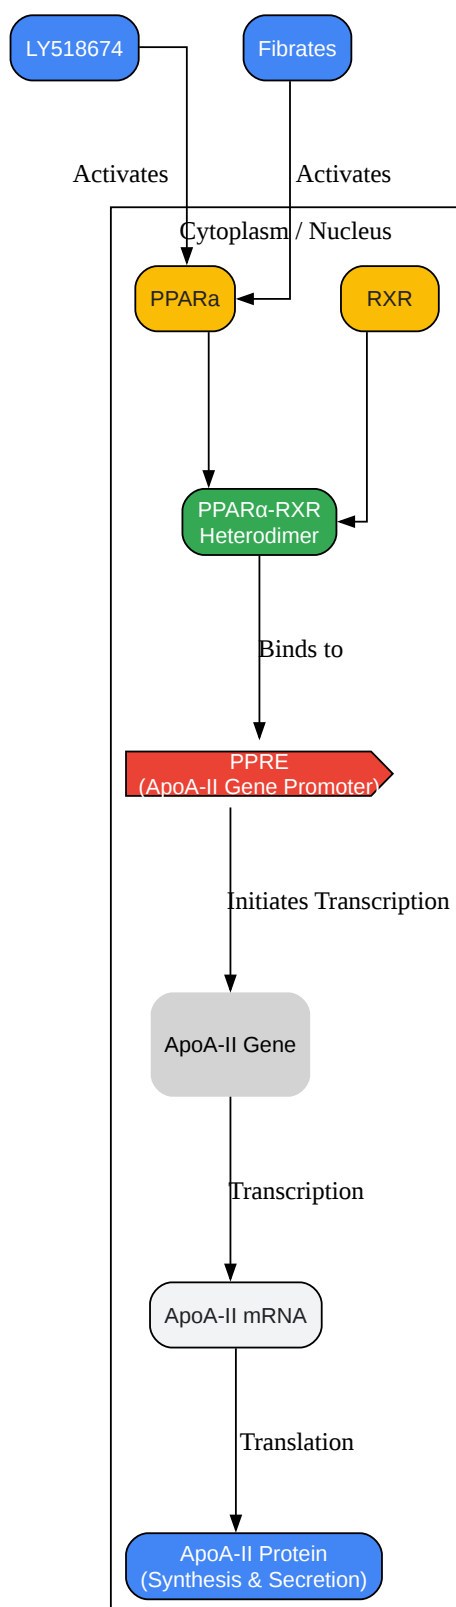 LY518674
Fibrates
Activates
Activates
Cytoplasm / Nucleus
PPARa
RXR
PPARα-RXR
Heterodimer
Binds to
PPRE
(ApoA-II Gene Promoter)
Initiates Transcription
ApoA-II Gene
Transcription
ApoA-II mRNA
Translation
ApoA-II Protein
(Synthesis & Secretion)